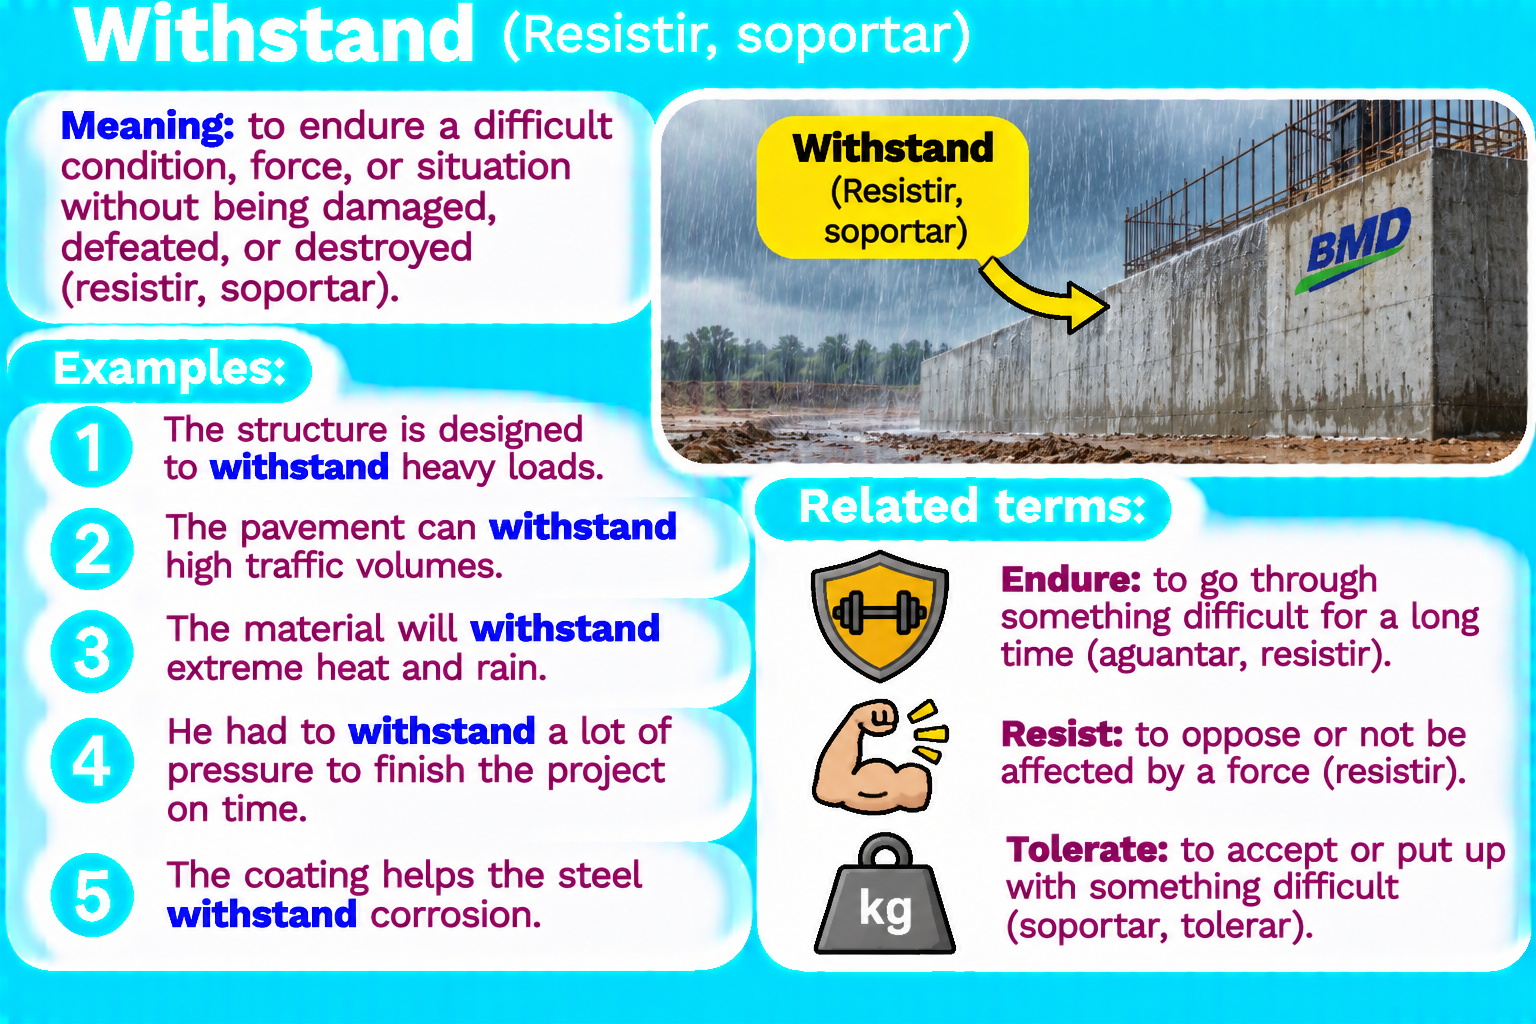 Withstand (Resistir, soportar)
Meaning: to endure a difficult
condition, force, or situation
without being damaged,
defeated, or destroyed
(resistir, soportar).
Withstand
(Resistir,
soportar)
BMD
Examples:
1 The structure is designed
to withstand heavy loads.
2 The pavement can withstand
high traffic volumes.
3 The material will withstand
extreme heat and rain.
4 He had to withstand a lot of
pressure to finish the project
on time.
5 The coating helps the steel
withstand corrosion.
Related terms:
Endure: to go through
something difficult for a long
time (aguantar, resistir).
Resist: to oppose or not be
affected by a force (resistir).
kg
Tolerate: to accept or put up
with something difficult
(soportar, tolerar).